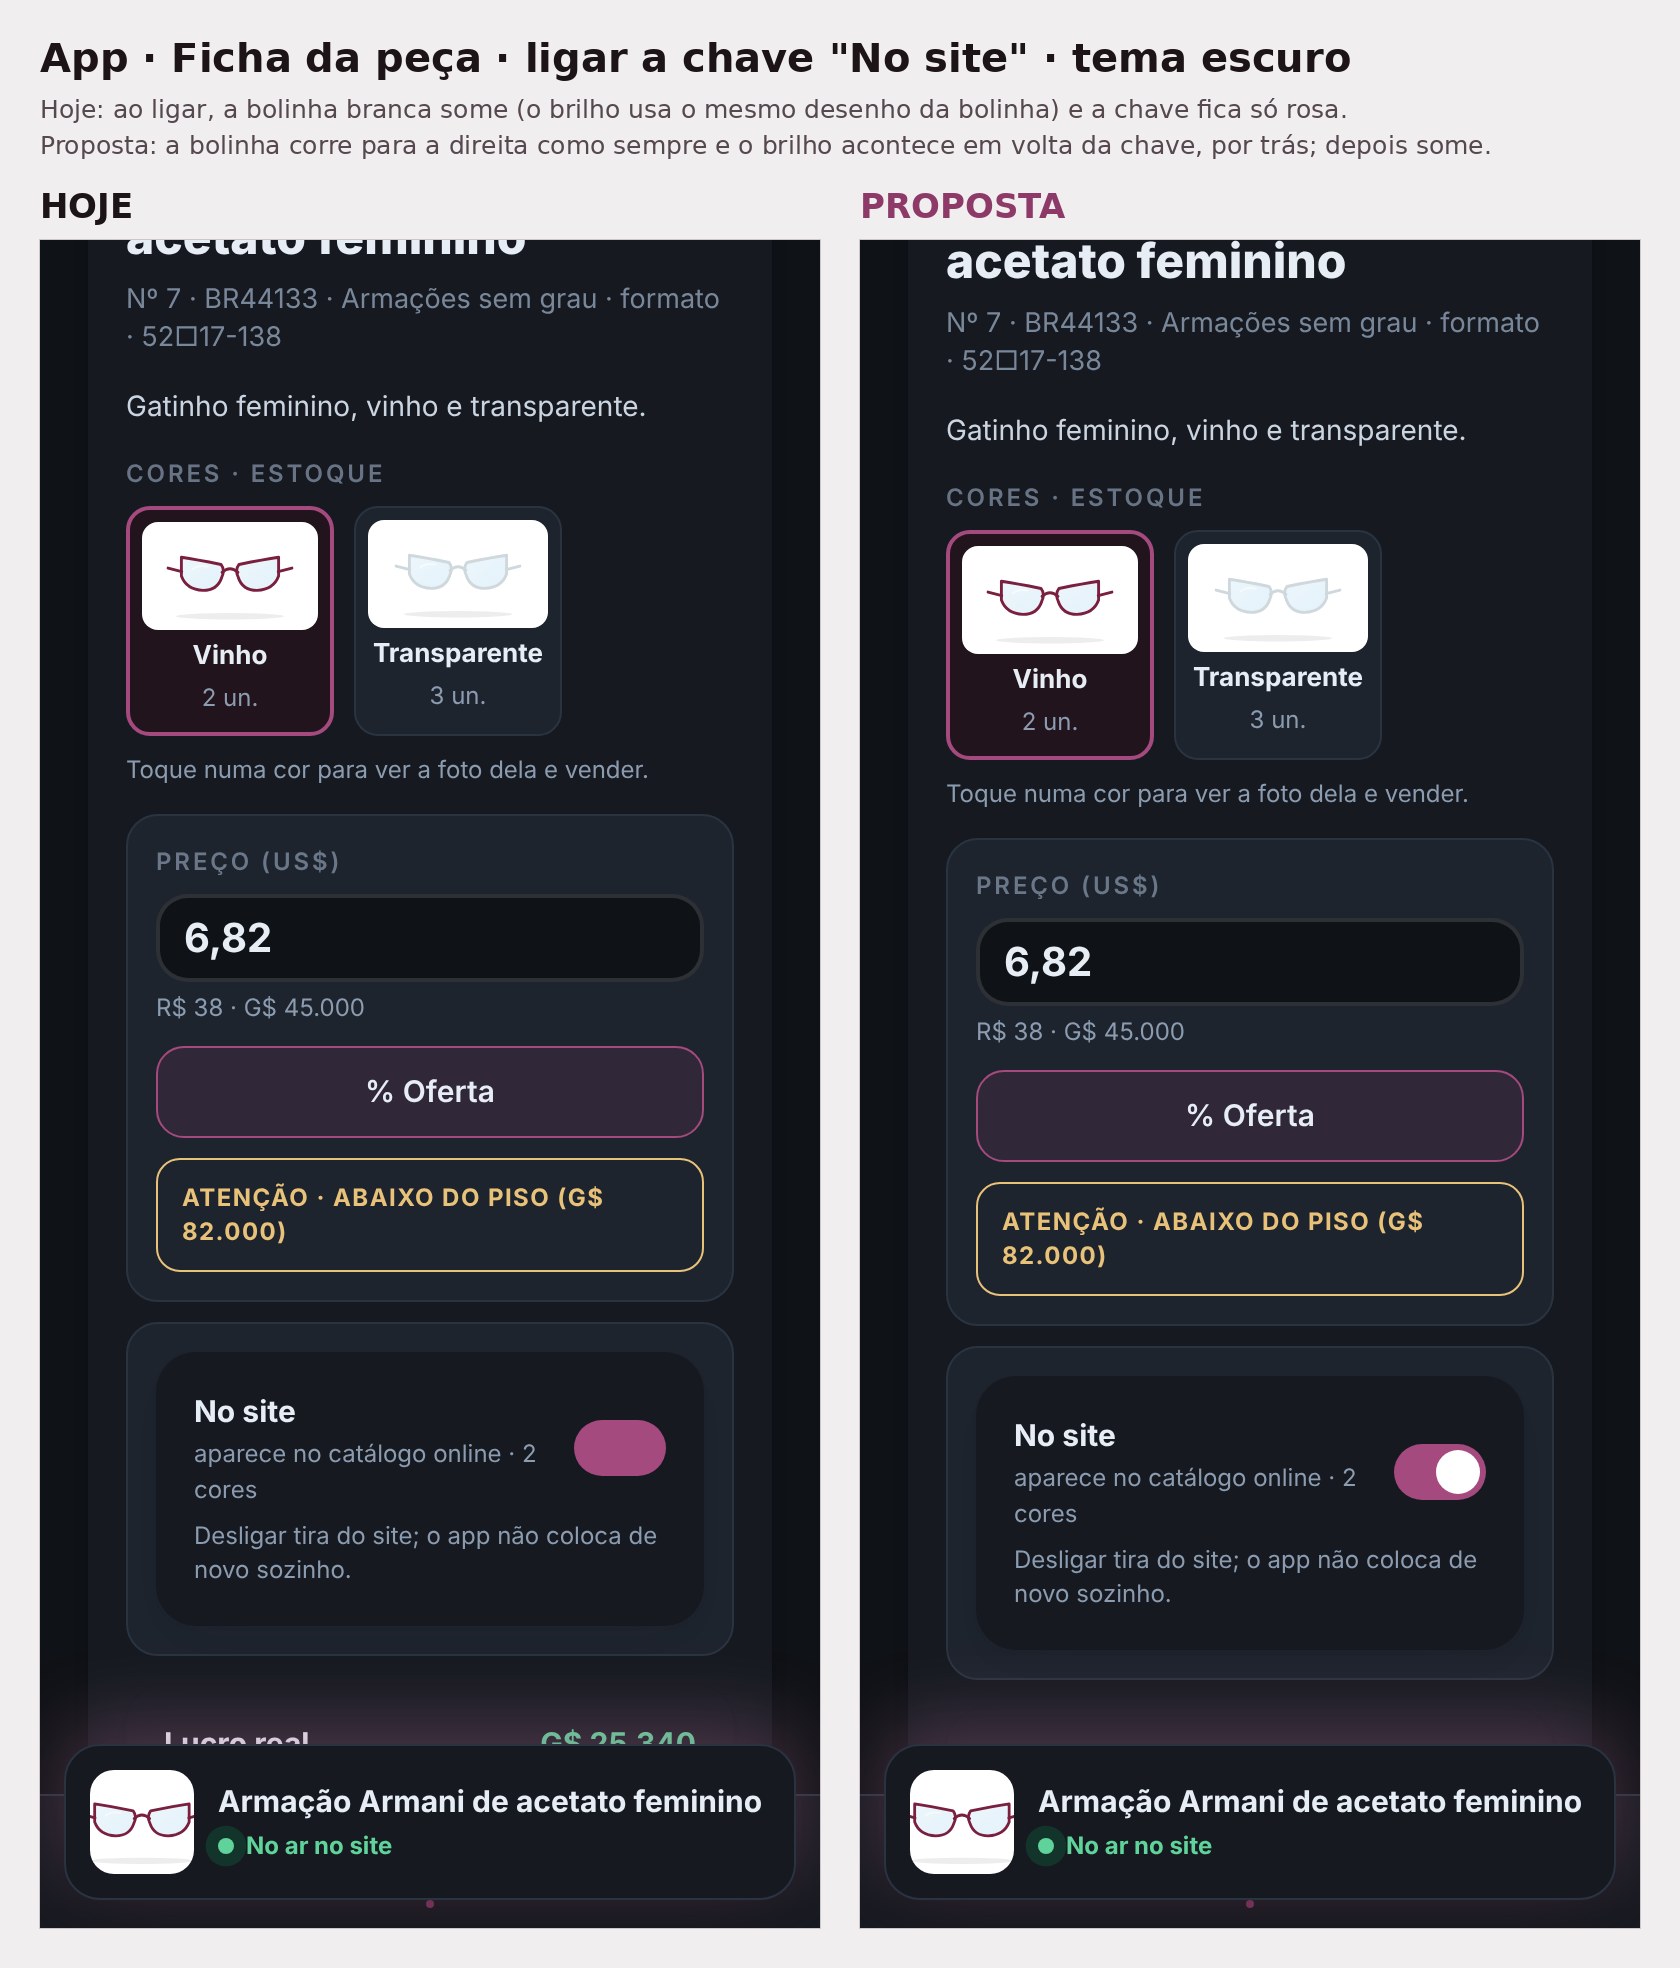 App · Ficha da peça · ligar a chave "No site" · tema escuro
Hoje: ao ligar, a bolinha branca some (o brilho usa o mesmo desenho da bolinha) e a chave fica só rosa.
Proposta: a bolinha corre para a direita como sempre e o brilho acontece em volta da chave, por trás; depois some.
HOJE
acetato feminino
Nº 7 · BR44133 · Armações sem grau · formato
· 52□17-138
Gatinho feminino, vinho e transparente.
CORES · ESTOQUE
Vinho
2 un.
Transparente
3 un.
Toque numa cor para ver a foto dela e vender.
PREÇO (US$)
6,82
R$ 38 · G$ 45.000
% Oferta
ATENÇÃO · ABAIXO DO PISO (G$
82.000)
No site
aparece no catálogo online · 2
cores
Desligar tira do site; o app não coloca de
novo sozinho.
Lucro real
G$ 25.340
Armação Armani de acetato feminino
No ar no site
PROPOSTA
acetato feminino
Nº 7 · BR44133 · Armações sem grau · formato
· 52□17-138
Gatinho feminino, vinho e transparente.
CORES · ESTOQUE
Vinho
2 un.
Transparente
3 un.
Toque numa cor para ver a foto dela e vender.
PREÇO (US$)
6,82
R$ 38 · G$ 45.000
% Oferta
ATENÇÃO · ABAIXO DO PISO (G$
82.000)
No site
aparece no catálogo online · 2
cores
Desligar tira do site; o app não coloca de
novo sozinho.
Armação Armani de acetato feminino
No ar no site